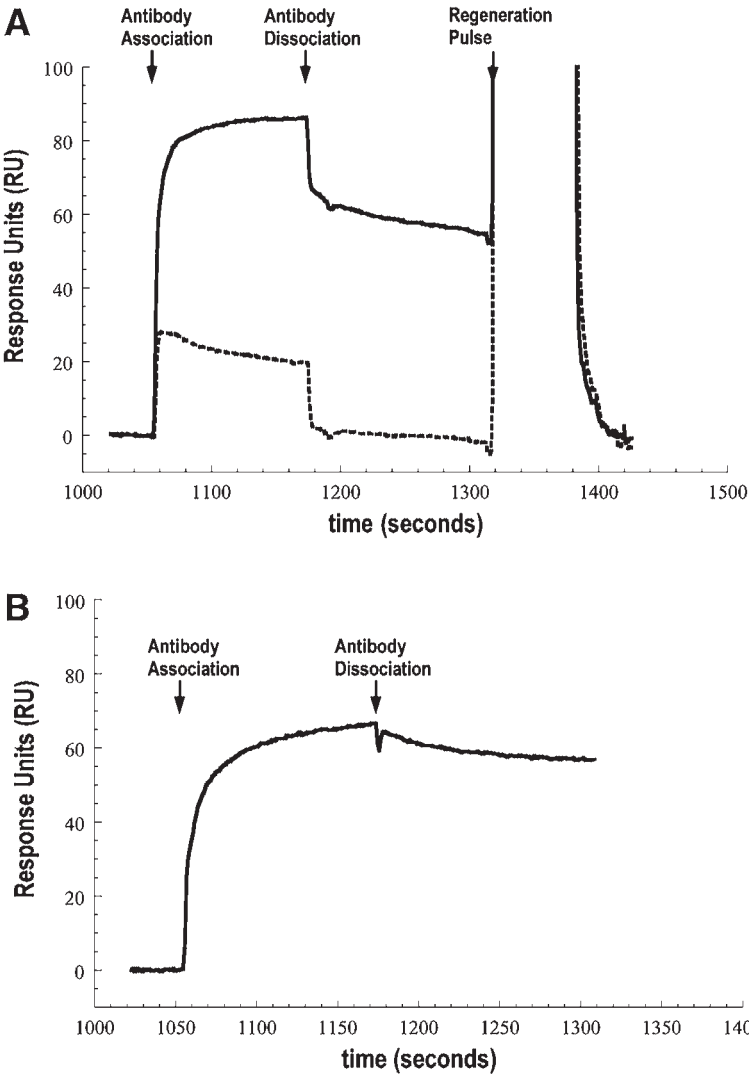 A
Antibody Association
Antibody Dissociation
Regeneration Pulse
Response Units (RU)
100
80
60
40
20
0
1000 1100 1200 1300 1400 1500
time (seconds)
B
Antibody Association
Antibody Dissociation
Response Units (RU)
100
80
60
40
20
0
1000 1050 1100 1150 1200 1250 1300 1350 140
time (seconds)